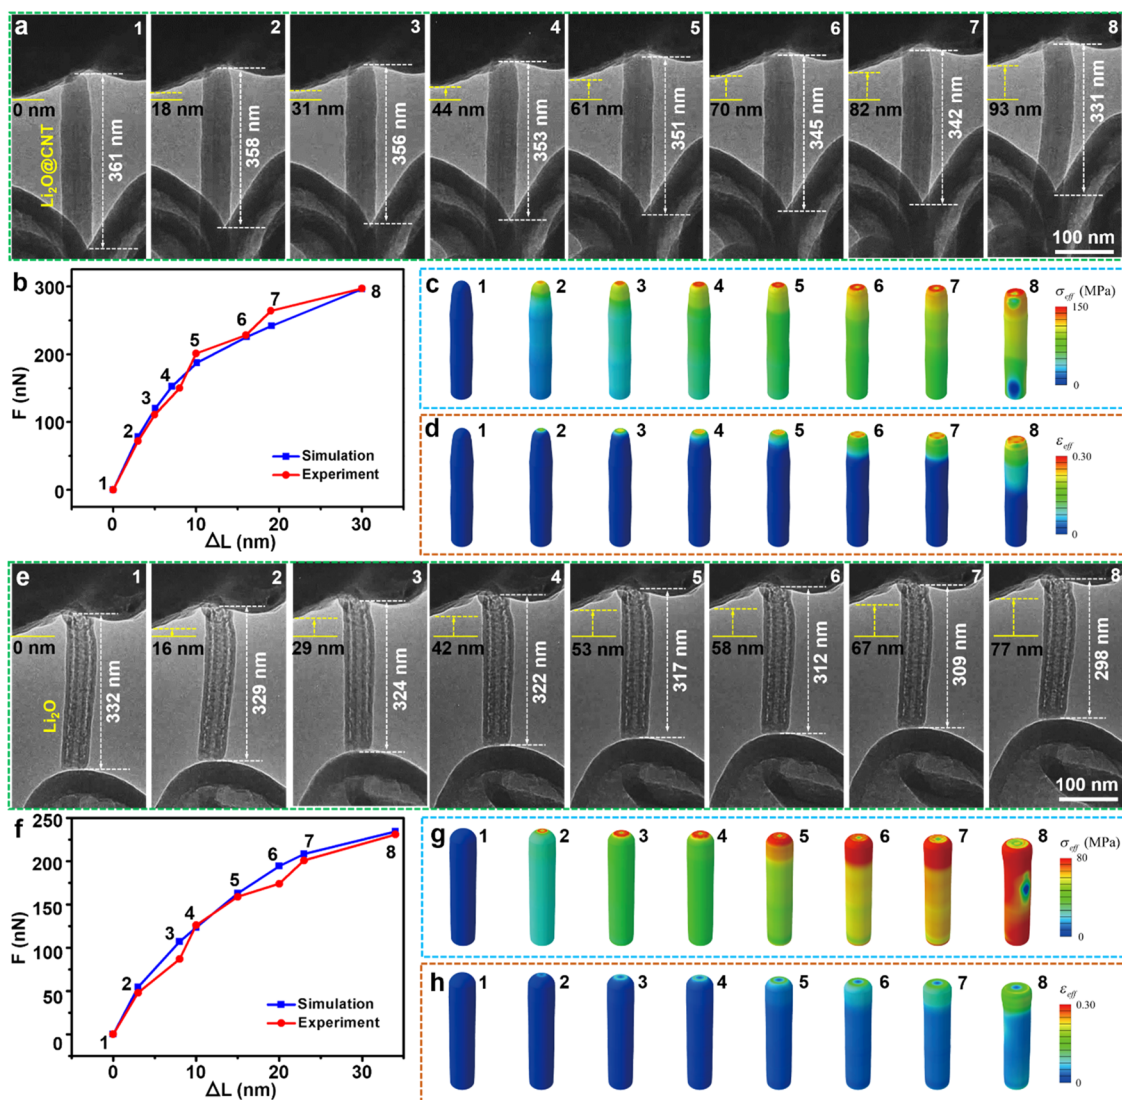 a
1
2
3
4
5
6
7
8
0 nm
18 nm
31 nm
44 nm
61 nm
70 nm
82 nm
93 nm
Li₂O@CNT
361 nm
358 nm
356 nm
353 nm
351 nm
345 nm
342 nm
331 nm
100 nm
b
300
200
100
0
F (nN)
1
2
3
4
5
6
7
8
Simulation
Experiment
0 10 20 30
ΔL (nm)
c
1 2 3 4 5 6 7 8
σeff (MPa)
150
0
d
1 2 3 4 5 6 7 8
εeff
0.30
0
e
1
2
3
4
5
6
7
8
0 nm
16 nm
29 nm
42 nm
53 nm
58 nm
67 nm
77 nm
Li₂O
332 nm
329 nm
324 nm
322 nm
317 nm
312 nm
309 nm
298 nm
100 nm
f
250
200
150
100
50
0
F (nN)
1
2
3
4
5
6
7
8
Simulation
Experiment
0 10 20 30
ΔL (nm)
g
1 2 3 4 5 6 7 8
σeff (MPa)
80
0
h
1 2 3 4 5 6 7 8
εeff
0.30
0